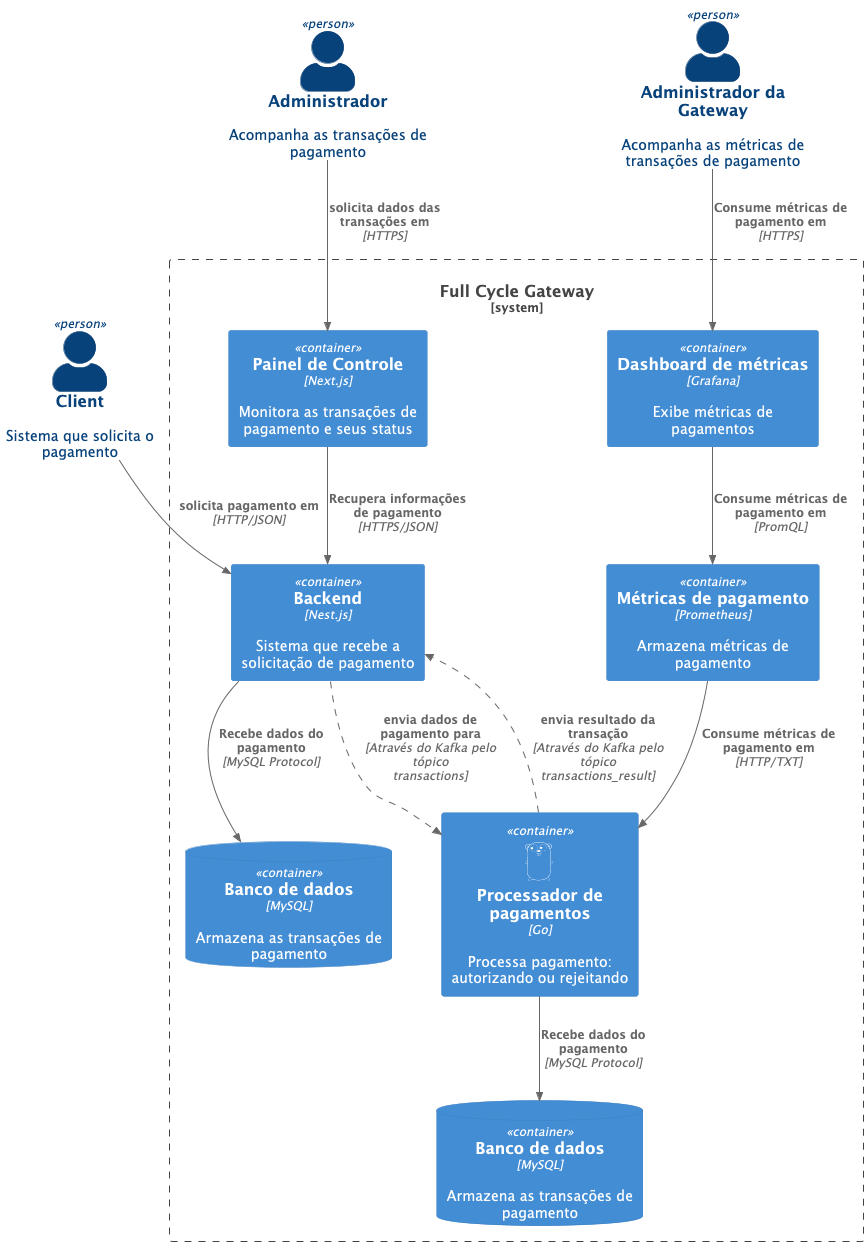 «person»
Administrador
Acompanha as transações de
pagamento
«person»
Administrador da
Gateway
Acompanha as métricas de
transações de pagamento
solicita dados das
transações em
[HTTPS]
Consume métricas de
pagamento em
[HTTPS]
Full Cycle Gateway
[system]
«person»
Client
Sistema que solicita o
pagamento
«container»
Painel de Controle
[Next.js]
Monitora as transações de
pagamento e seus status
«container»
Dashboard de métricas
[Grafana]
Exibe métricas de
pagamentos
solicita pagamento em
[HTTP/JSON]
Recupera informações
de pagamento
[HTTPS/JSON]
Consume métricas de
pagamento em
[PromQL]
«container»
Backend
[Nest.js]
Sistema que recebe a
solicitação de pagamento
«container»
Métricas de pagamento
[Prometheus]
Armazena métricas de
pagamento
Recebe dados do
pagamento
[MySQL Protocol]
envia dados de
pagamento para
[Através do Kafka pelo
tópico
transactions]
envia resultado da
transação
[Através do Kafka pelo
tópico
transactions_result]
Consume métricas de
pagamento em
[HTTP/TXT]
«container»
Banco de dados
[MySQL]
Armazena as transações de
pagamento
«container»
Processador de
pagamentos
[Go]
Processa pagamento:
autorizando ou rejeitando
Recebe dados do
pagamento
[MySQL Protocol]
«container»
Banco de dados
[MySQL]
Armazena as transações de
pagamento